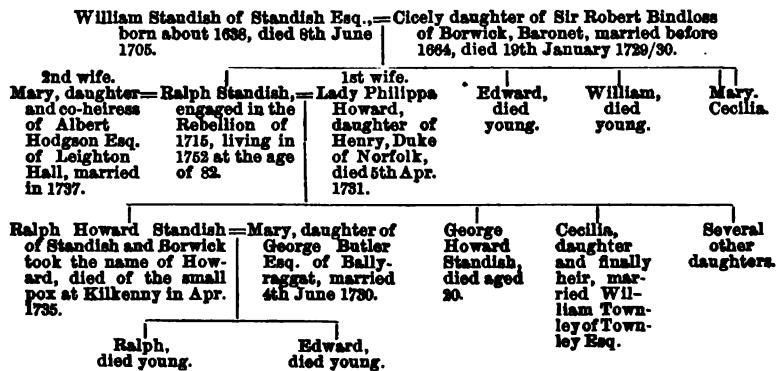 William Standish of Standish Esq.,
born about 1638, died 8th June
1705.
Cicely daughter of Sir Robert Bindloss
of Borwick, Baronet, married before
1664, died 19th January 1729/30.
2nd wife.
Mary, daughter
and co-heiress
of Albert
Hodgson Esq.
of Leighton
Hall, married
in 1737.
Ralph Standish,
engaged in the
Rebellion of
1715, living in
1752 at the age
of 82.
1st wife.
Lady Philippa
Howard,
daughter of
Henry, Duke
of Norfolk,
died 5th Apr.
1731.
Edward,
died
young.
William,
died
young.
Mary.
Cecilia.
Ralph Howard Standish
of Standish and Borwick
took the name of How-
ard, died of the small
pox at Kilkenny in Apr.
1735.
Mary, daughter of
George Butler
Esq. of Bally-
raggat, married
4th June 1730.
George
Howard
Standish,
died aged
20.
Cecilia,
daughter
and finally
heir, mar-
ried Wil-
liam Town-
ley of Town-
ley Esq.
Several
other
daughters.
Ralph,
died young.
Edward,
died young.